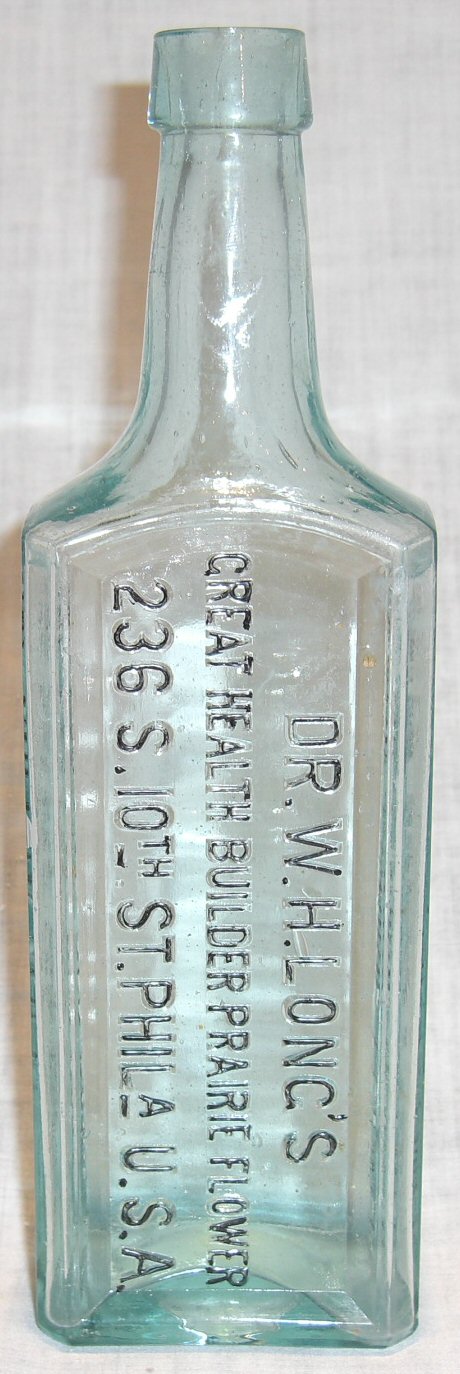 DR. W. H. LONG'S
GREAT HEALTH BUILDER PRAIRIE FLOWER
236 S. 10TH ST. PHILA U.S.A.